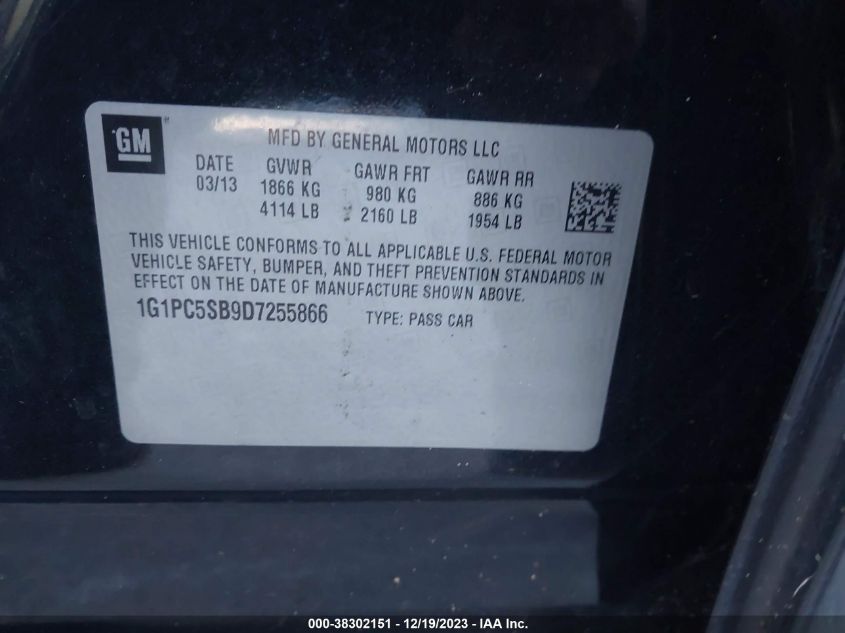 GM
MFD BY GENERAL MOTORS LLC
DATE GVWR GAWR FRT GAWR RR
03/13 1866 KG 980 KG 886 KG
4114 LB 2160 LB 1954 LB
THIS VEHICLE CONFORMS TO ALL APPLICABLE U.S. FEDERAL MOTOR
VEHICLE SAFETY, BUMPER, AND THEFT PREVENTION STANDARDS IN
EFFECT ON THE DATE OF MANUFACTURE SHOWN ABOVE.
1G1PC5SB9D7255866 TYPE: PASS CAR
000-38302151 - 12/19/2023 - IAA Inc.